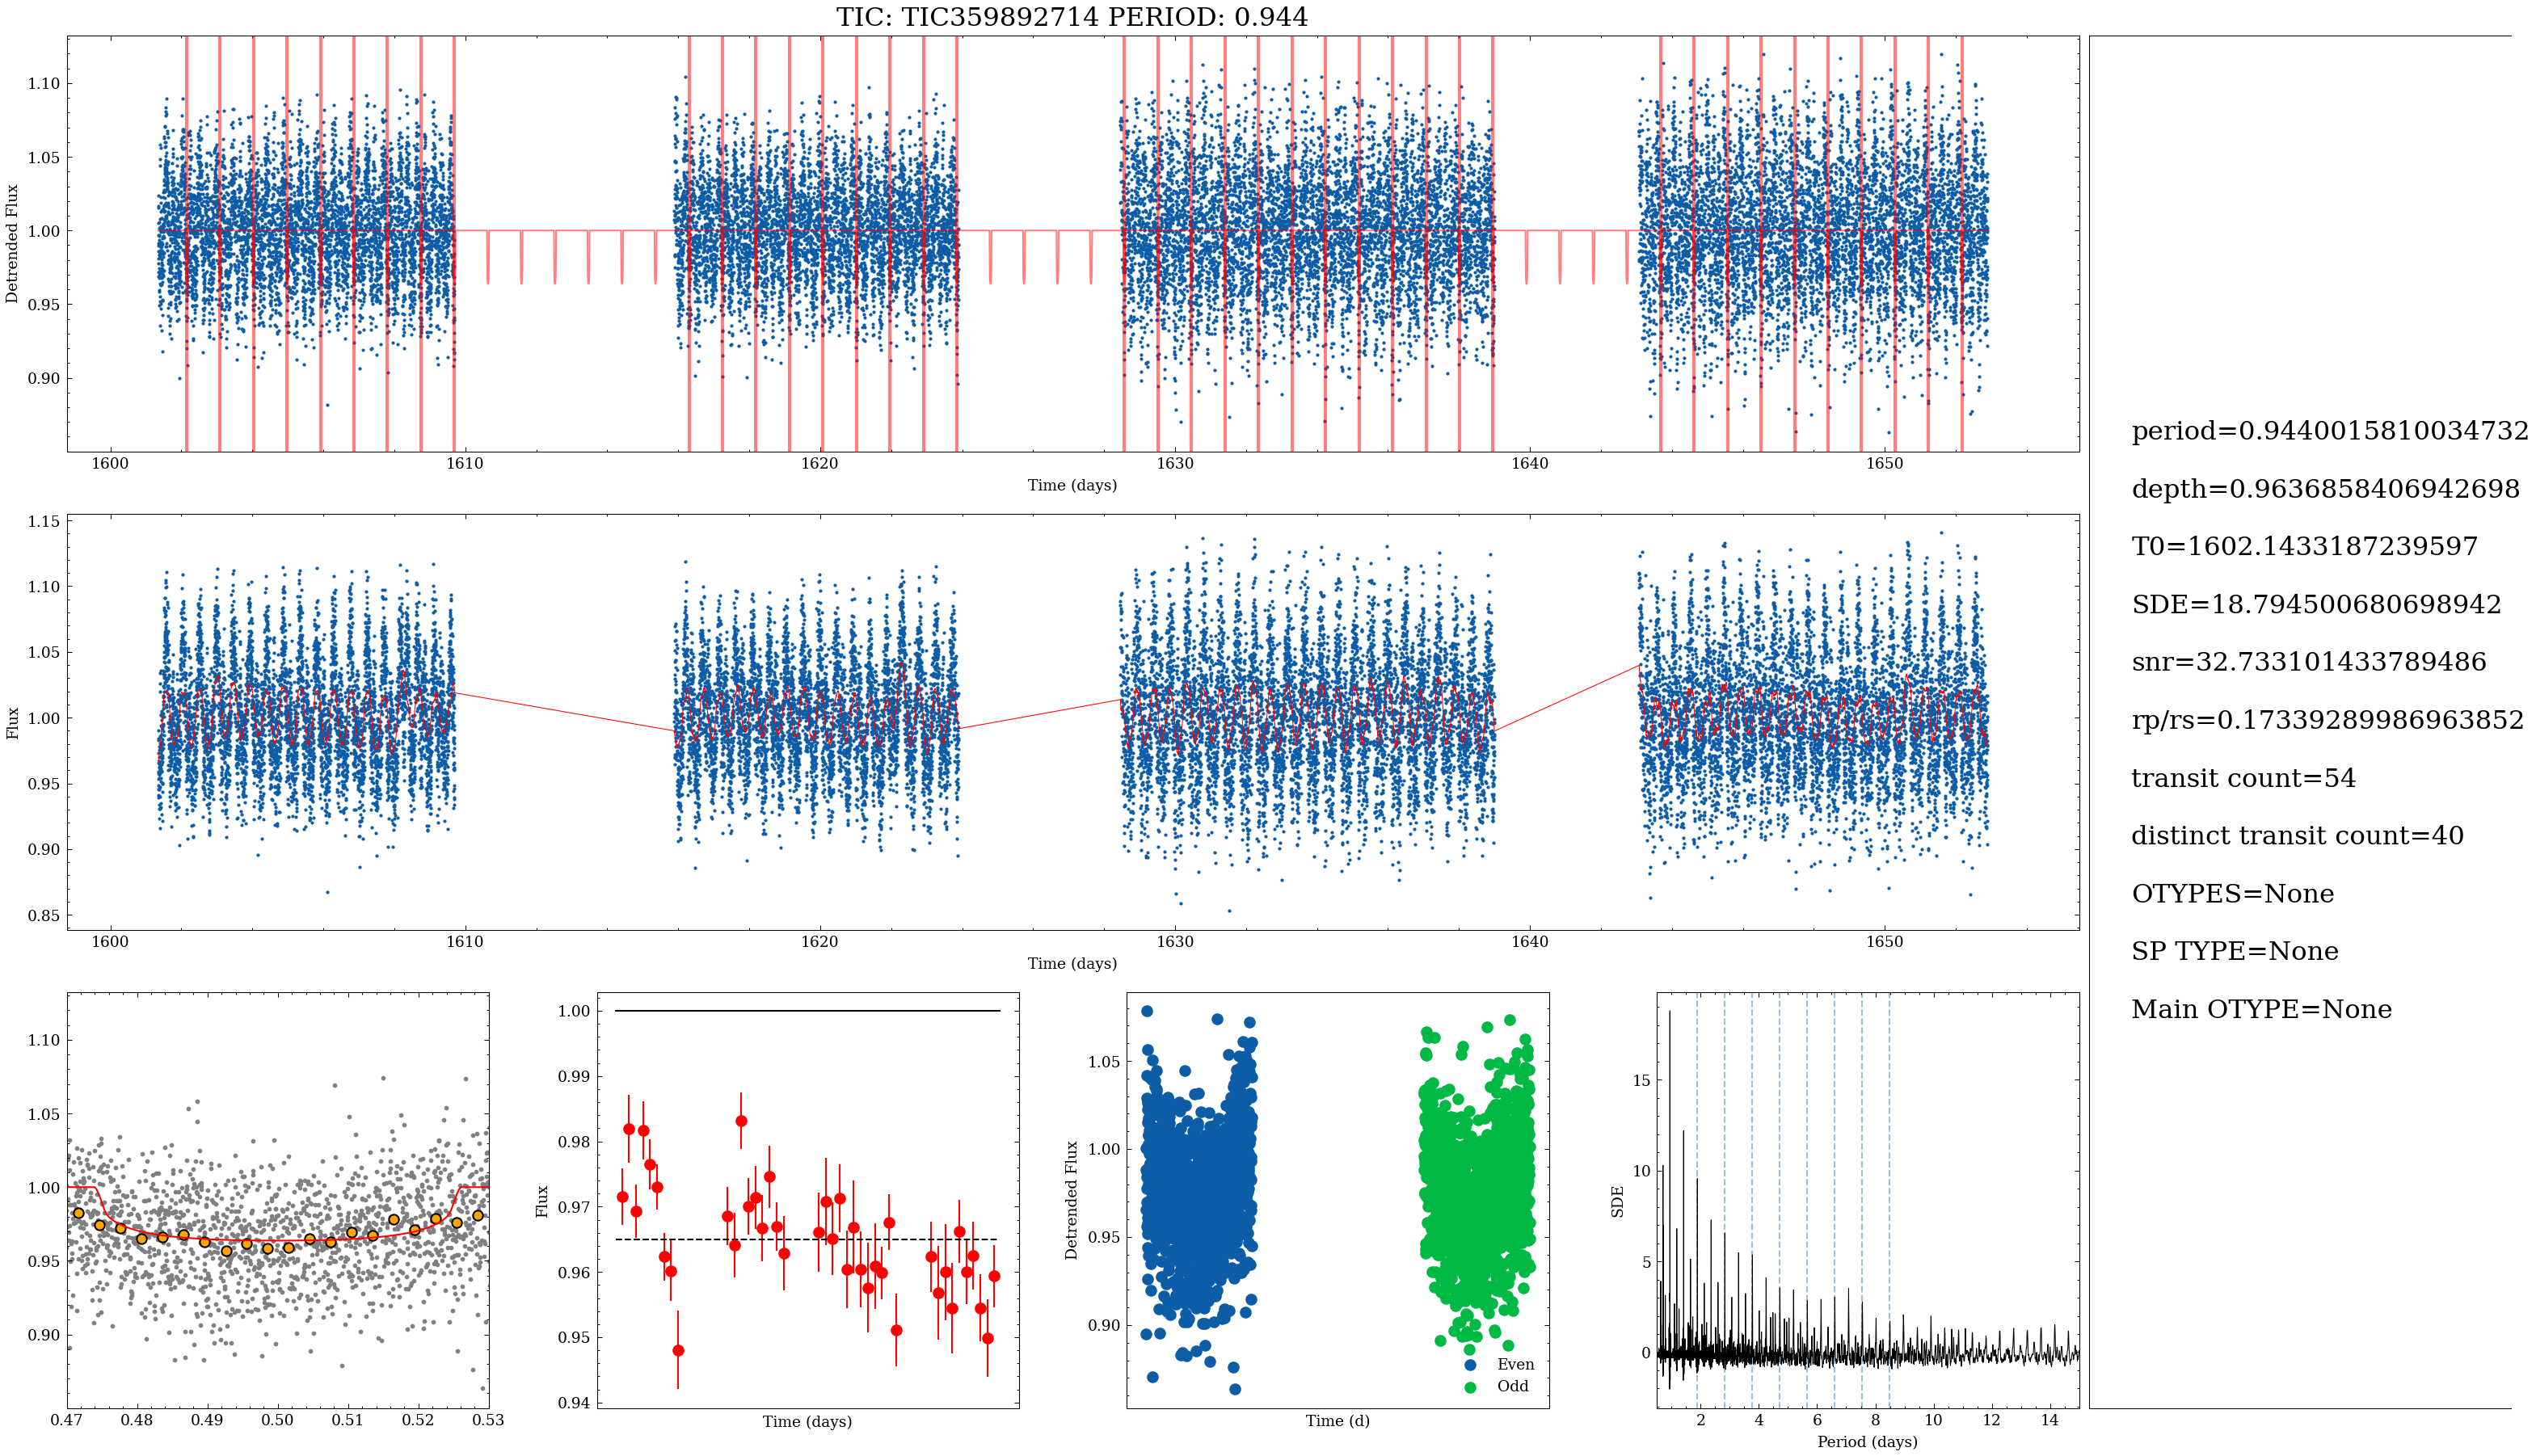 TIC: TIC359892714 PERIOD: 0.944
1.10
1.05
1.00
0.95
0.90
Detrended Flux
1600
1610
1620
1630
1640
1650
Time (days)
1.15
1.10
1.05
1.00
0.95
0.90
0.85
Flux
1600
1610
1620
1630
1640
1650
Time (days)
1.10
1.05
1.00
0.95
0.90
0.47
0.48
0.49
0.50
0.51
0.52
0.53
1.00
0.99
0.98
0.97
0.96
0.95
0.94
Flux
Time (days)
1.05
1.00
0.95
0.90
Detrended Flux
Even
Odd
Time (d)
15
10
5
0
SDE
2
4
6
8
10
12
14
Period (days)
period=0.9440015810034732
depth=0.9636858406942698
T0=1602.1433187239597
SDE=18.794500680698942
snr=32.733101433789486
rp/rs=0.17339289986963852
transit count=54
distinct transit count=40
OTYPES=None
SP TYPE=None
Main OTYPE=None